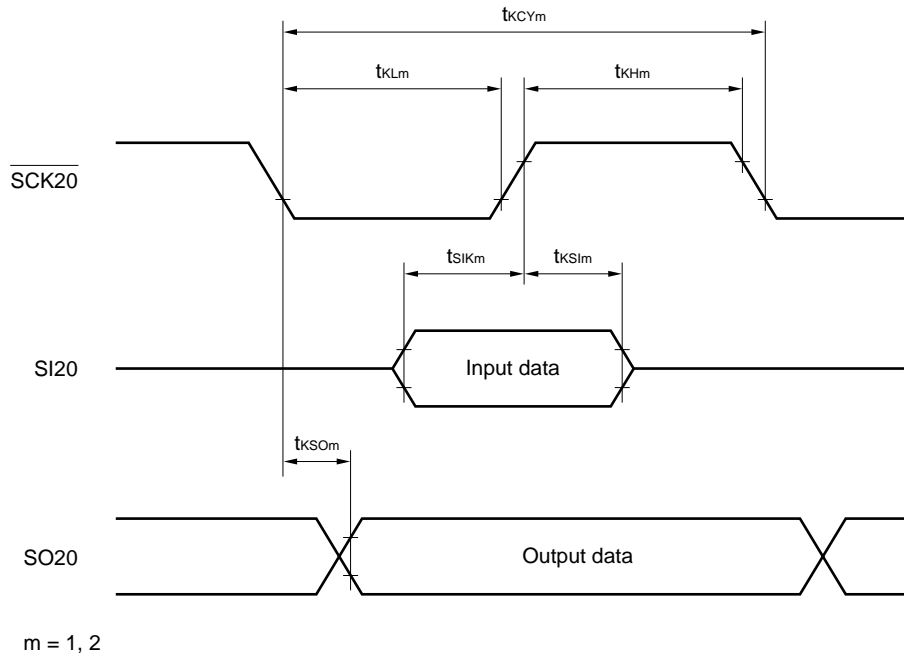 tKCYm
tKLm
tKHm
SCK20
tSIKm
tKSIm
SI20
Input data
tKSOm
SO20
Output data
m = 1, 2